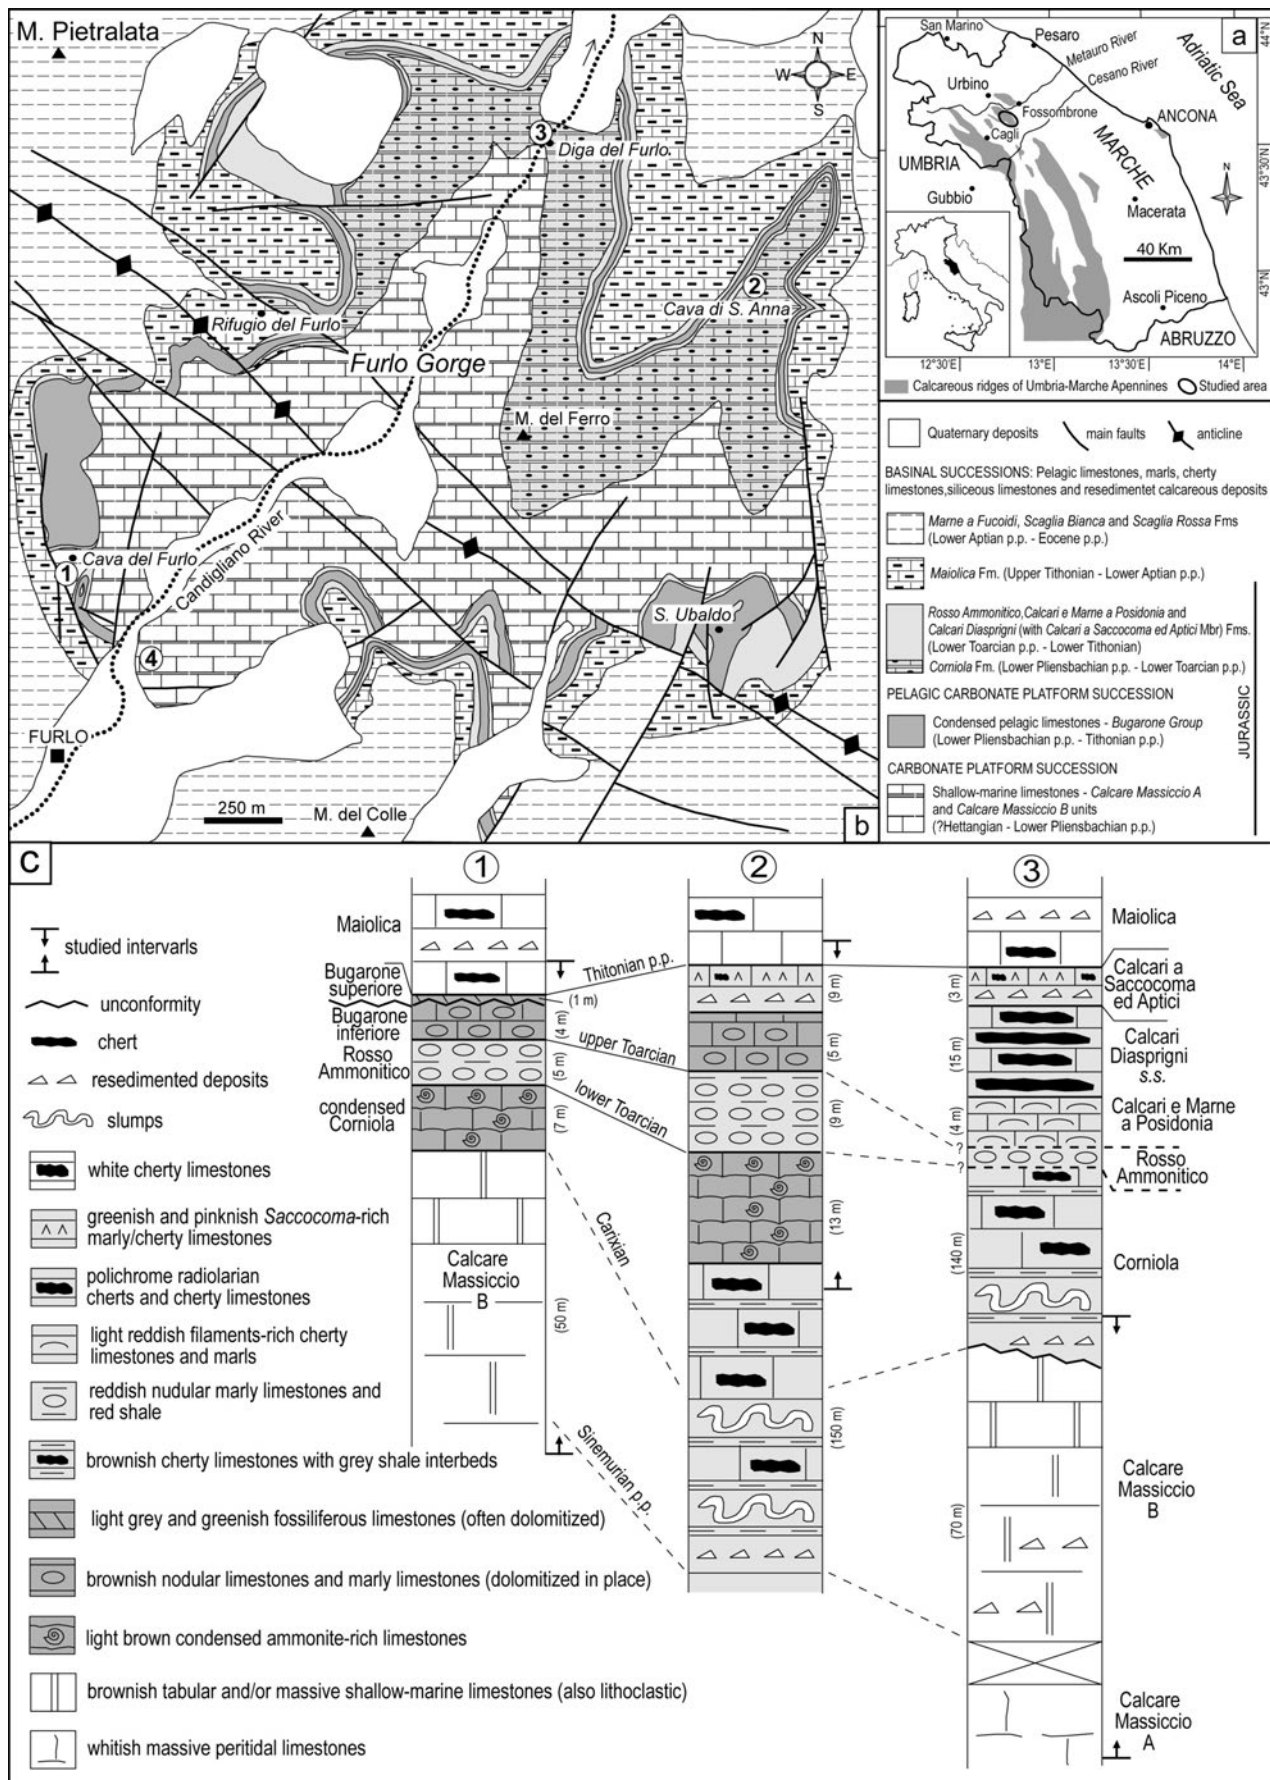 M. Pietralata
N
W E
S
3
Diga del Furlo
2
Cava di S. Anna
Rifugio del Furlo
Furlo Gorge
M. del Ferro
Cava del Furlo
1
Candigliano River
S. Ubaldo
4
FURLO
250 m
M. del Colle
b
a
San Marino
Pesaro
Metauro River
Cesano River
Adriatic Sea
Urbino
Fossombrone
ANCONA
Cagli
MARCHE
UMBRIA
N
Gubbio
Macerata
40 Km
Ascoli Piceno
ABRUZZO
44°N
43°30'N
43°N
12°30'E 13°E 13°30'E 14°E
Calcareous ridges of Umbria-Marche Apennines Studied area
Quaternary deposits main faults anticline
BASINAL SUCCESSIONS: Pelagic limestones, marls, cherty
limestones,siliceous limestones and resedimentet calcareous deposits
Marne a Fucoidi, Scaglia Bianca and Scaglia Rossa Fms
(Lower Aptian p.p. - Eocene p.p.)
Maiolica Fm. (Upper Tithonian - Lower Aptian p.p.)
Rosso Ammonitico,Calcari e Marne a Posidonia and
Calcari Diasprigni (with Calcari a Saccocoma ed Aptici Mbr) Fms.
(Lower Toarcian p.p. - Lower Tithonian)
Corniola Fm. (Lower Pliensbachian p.p. - Lower Toarcian p.p.)
PELAGIC CARBONATE PLATFORM SUCCESSION
Condensed pelagic limestones - Bugarone Group
(Lower Pliensbachian p.p. - Tithonian p.p.)
CARBONATE PLATFORM SUCCESSION
Shallow-marine limestones - Calcare Massiccio A
and Calcare Massiccio B units
(?Hettangian - Lower Pliensbachian p.p.)
JURASSIC
C
studied intervarls
unconformity
chert
resedimented deposits
slumps
white cherty limestones
greenish and pinknish Saccocoma-rich
marly/cherty limestones
polichrome radiolarian
cherts and cherty limestones
light reddish filaments-rich cherty
limestones and marls
reddish nudular marly limestones and
red shale
brownish cherty limestones with grey shale interbeds
light grey and greenish fossiliferous limestones (often dolomitized)
brownish nodular limestones and marly limestones (dolomitized in place)
light brown condensed ammonite-rich limestones
brownish tabular and/or massive shallow-marine limestones (also lithoclastic)
whitish massive peritidal limestones
1
Maiolica
Bugarone
superiore
Bugarone
inferiore
Rosso
Ammonitico
condensed
Corniola
Calcare
Massiccio
B
(1 m)
(4 m)
(5 m)
(7 m)
(50 m)
Thitonian p.p.
upper Toarcian
lower Toarcian
Carixian
Sinemurian p.p.
2
(9 m)
(5 m)
(9 m)
(13 m)
(150 m)
3
(3 m)
(15 m)
(4 m)
?
?
(140 m)
(70 m)
Maiolica
Calcari a
Saccocoma
ed Aptici
Calcari
Diasprigni
s.s.
Calcari e Marne
a Posidonia
Rosso
Ammonitico
Corniola
Calcare
Massiccio
B
Calcare
Massiccio
A